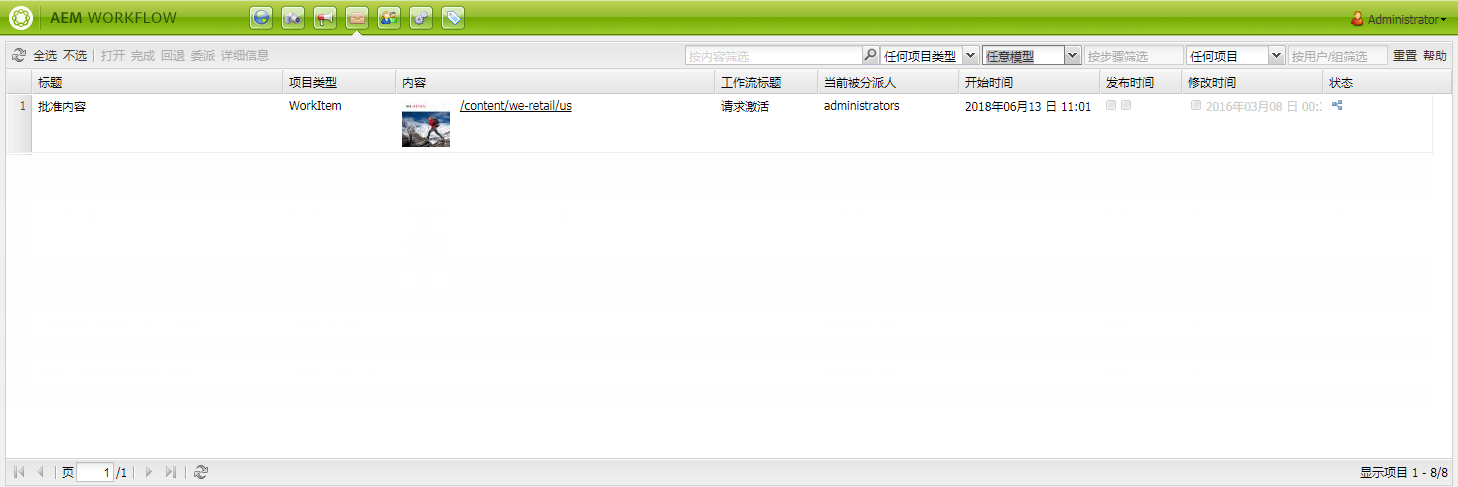 AEM WORKFLOW Administrator
全选 不选 打开 完成 回退 委派 详细信息 按内容筛选 任何项目类型 任意模型 按步骤筛选 任何项目 按用户/组筛选 重置 帮助
标题 项目类型 内容 工作流标题 当前被分派人 开始时间 发布时间 修改时间 状态
1 批准内容 WorkItem /content/we-retail/us 请求激活 administrators 2018年06月13 日 11:01 2016年03月08 日 00:
页 1 /1 显示项目 1 - 8/8